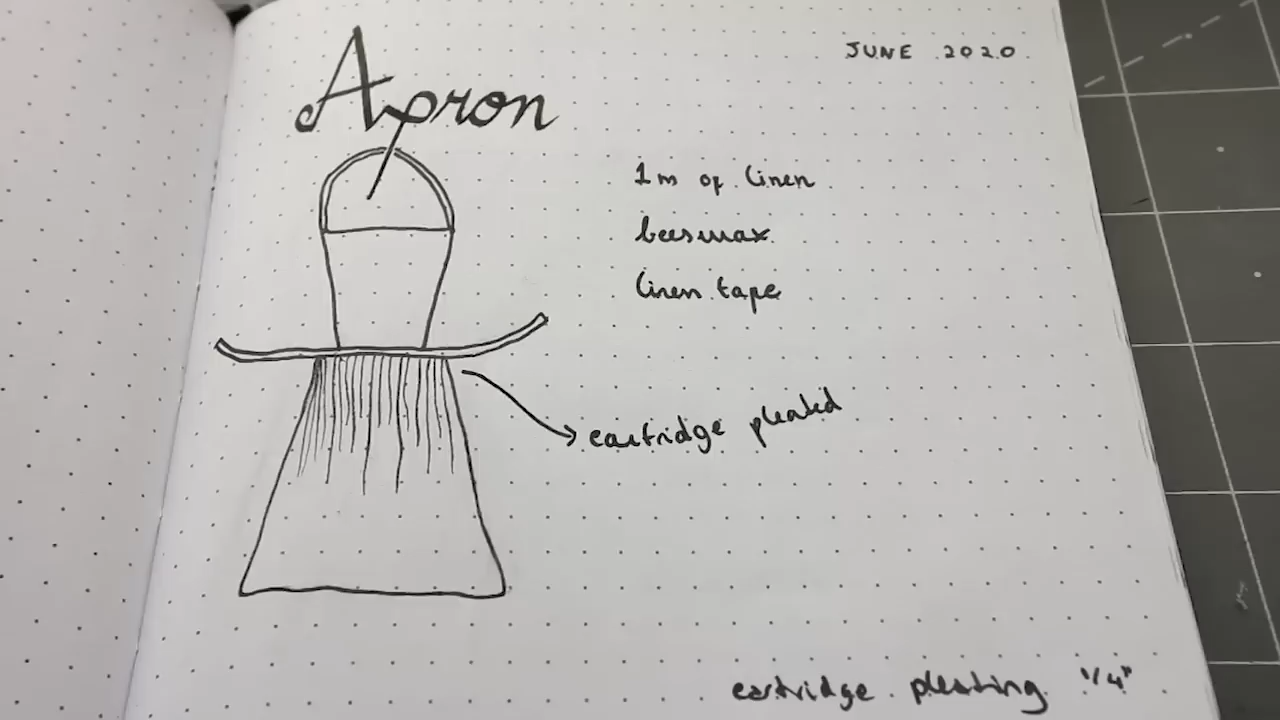 Apron
JUNE 2020
1m of linen
beeswax
linen tape
cartridge pleated
cartridge pleating 1/4"